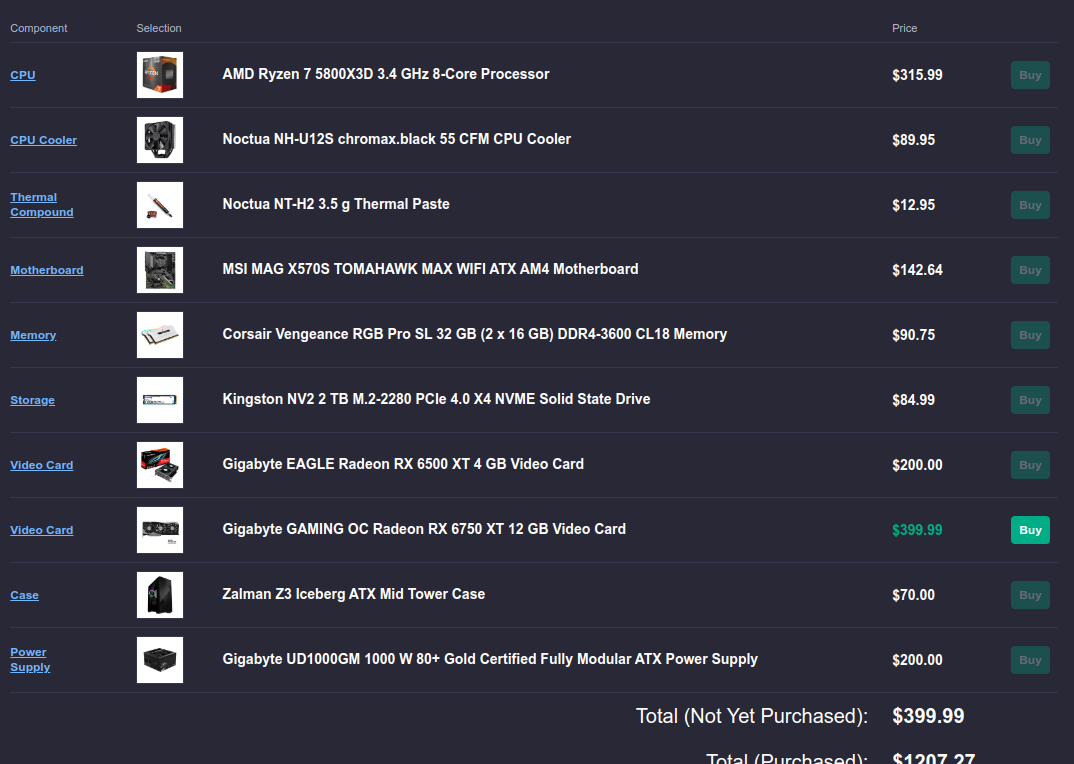 Component Selection Price
CPU AMD Ryzen 7 5800X3D 3.4 GHz 8-Core Processor $315.99 Buy
CPU Cooler Noctua NH-U12S chromax.black 55 CFM CPU Cooler $89.95 Buy
Thermal
Compound Noctua NT-H2 3.5 g Thermal Paste $12.95 Buy
Motherboard MSI MAG X570S TOMAHAWK MAX WIFI ATX AM4 Motherboard $142.64 Buy
Memory Corsair Vengeance RGB Pro SL 32 GB (2 x 16 GB) DDR4-3600 CL18 Memory $90.75 Buy
Storage Kingston NV2 2 TB M.2-2280 PCIe 4.0 X4 NVME Solid State Drive $84.99 Buy
Video Card Gigabyte EAGLE Radeon RX 6500 XT 4 GB Video Card $200.00 Buy
Video Card Gigabyte GAMING OC Radeon RX 6750 XT 12 GB Video Card $399.99 Buy
Case Zalman Z3 Iceberg ATX Mid Tower Case $70.00 Buy
Power
Supply Gigabyte UD1000GM 1000 W 80+ Gold Certified Fully Modular ATX Power Supply $200.00 Buy
Total (Not Yet Purchased): $399.99
Total (Purchased): $1207.27